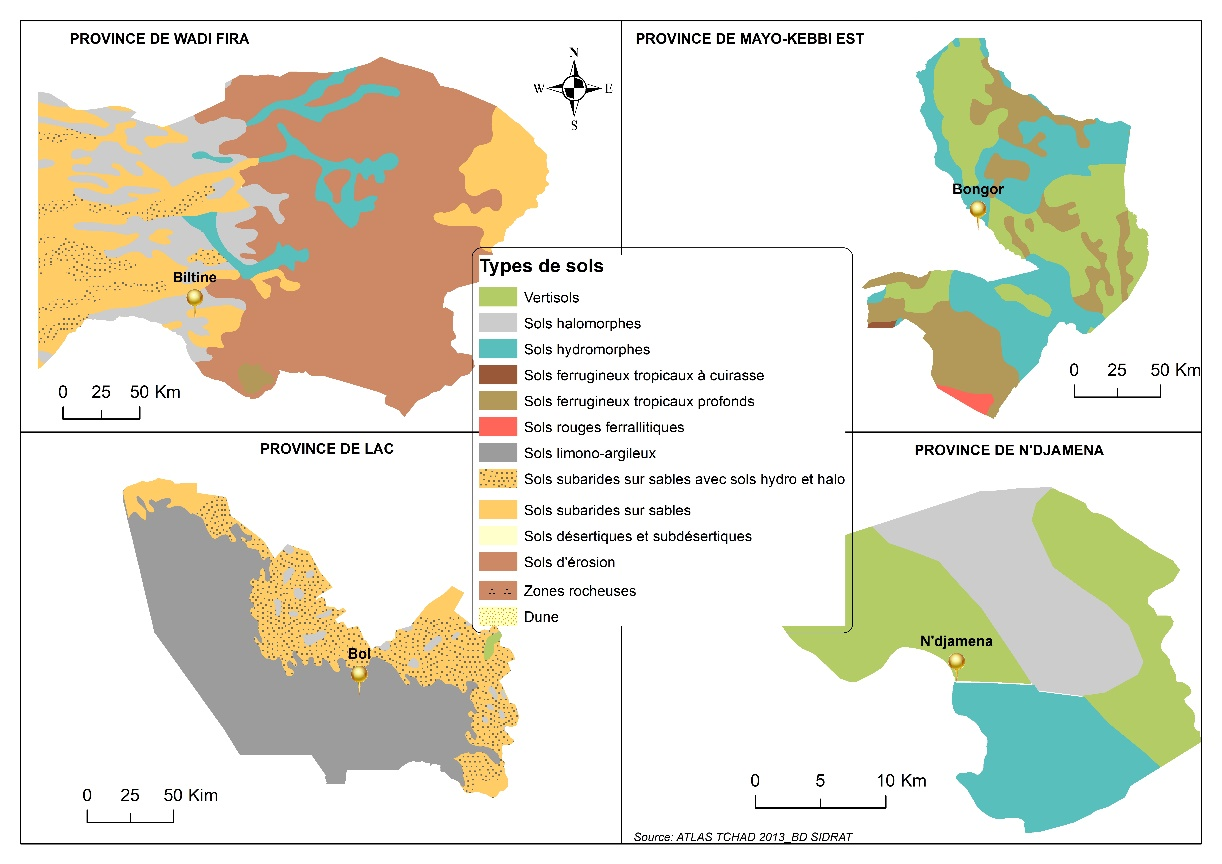 PROVINCE DE WADI FIRA
PROVINCE DE MAYO-KEBBI EST
N
W E
S
Bongor
Biltine
0 25 50 Km
0 25 50 Km
Types de sols
Vertisols
Sols halomorphes
Sols hydromorphes
Sols ferrugineux tropicaux à cuirasse
Sols ferrugineux tropicaux profonds
Sols rouges ferrallitiques
Sols limono-argileux
Sols subarides sur sables avec sols hydro et halo
Sols subarides sur sables
Sols désertiques et subdésertiques
Sols d'érosion
Zones rocheuses
Dune
PROVINCE DE LAC
PROVINCE DE N'DJAMENA
Bol
N'djamena
0 25 50 Kim
0 5 10 Km
Source: ATLAS TCHAD 2013_BD SIDRAT